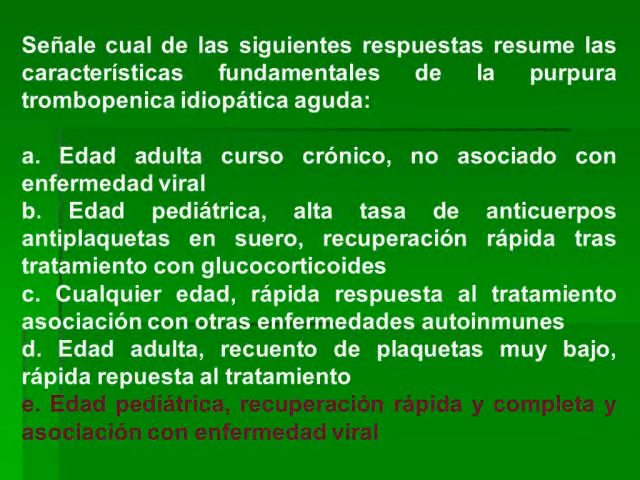 Señale cual de las siguientes respuestas resume las
características fundamentales de la purpura
trombopenica idiopática aguda:
a. Edad adulta curso crónico, no asociado con
enfermedad viral
b. Edad pediátrica, alta tasa de anticuerpos
antiplaquetas en suero, recuperación rápida tras
tratamiento con glucocorticoides
c. Cualquier edad, rápida respuesta al tratamiento
asociación con otras enfermedades autoinmunes
d. Edad adulta, recuento de plaquetas muy bajo,
rápida repuesta al tratamiento
e. Edad pediátrica, recuperación rápida y completa y
asociación con enfermedad viral